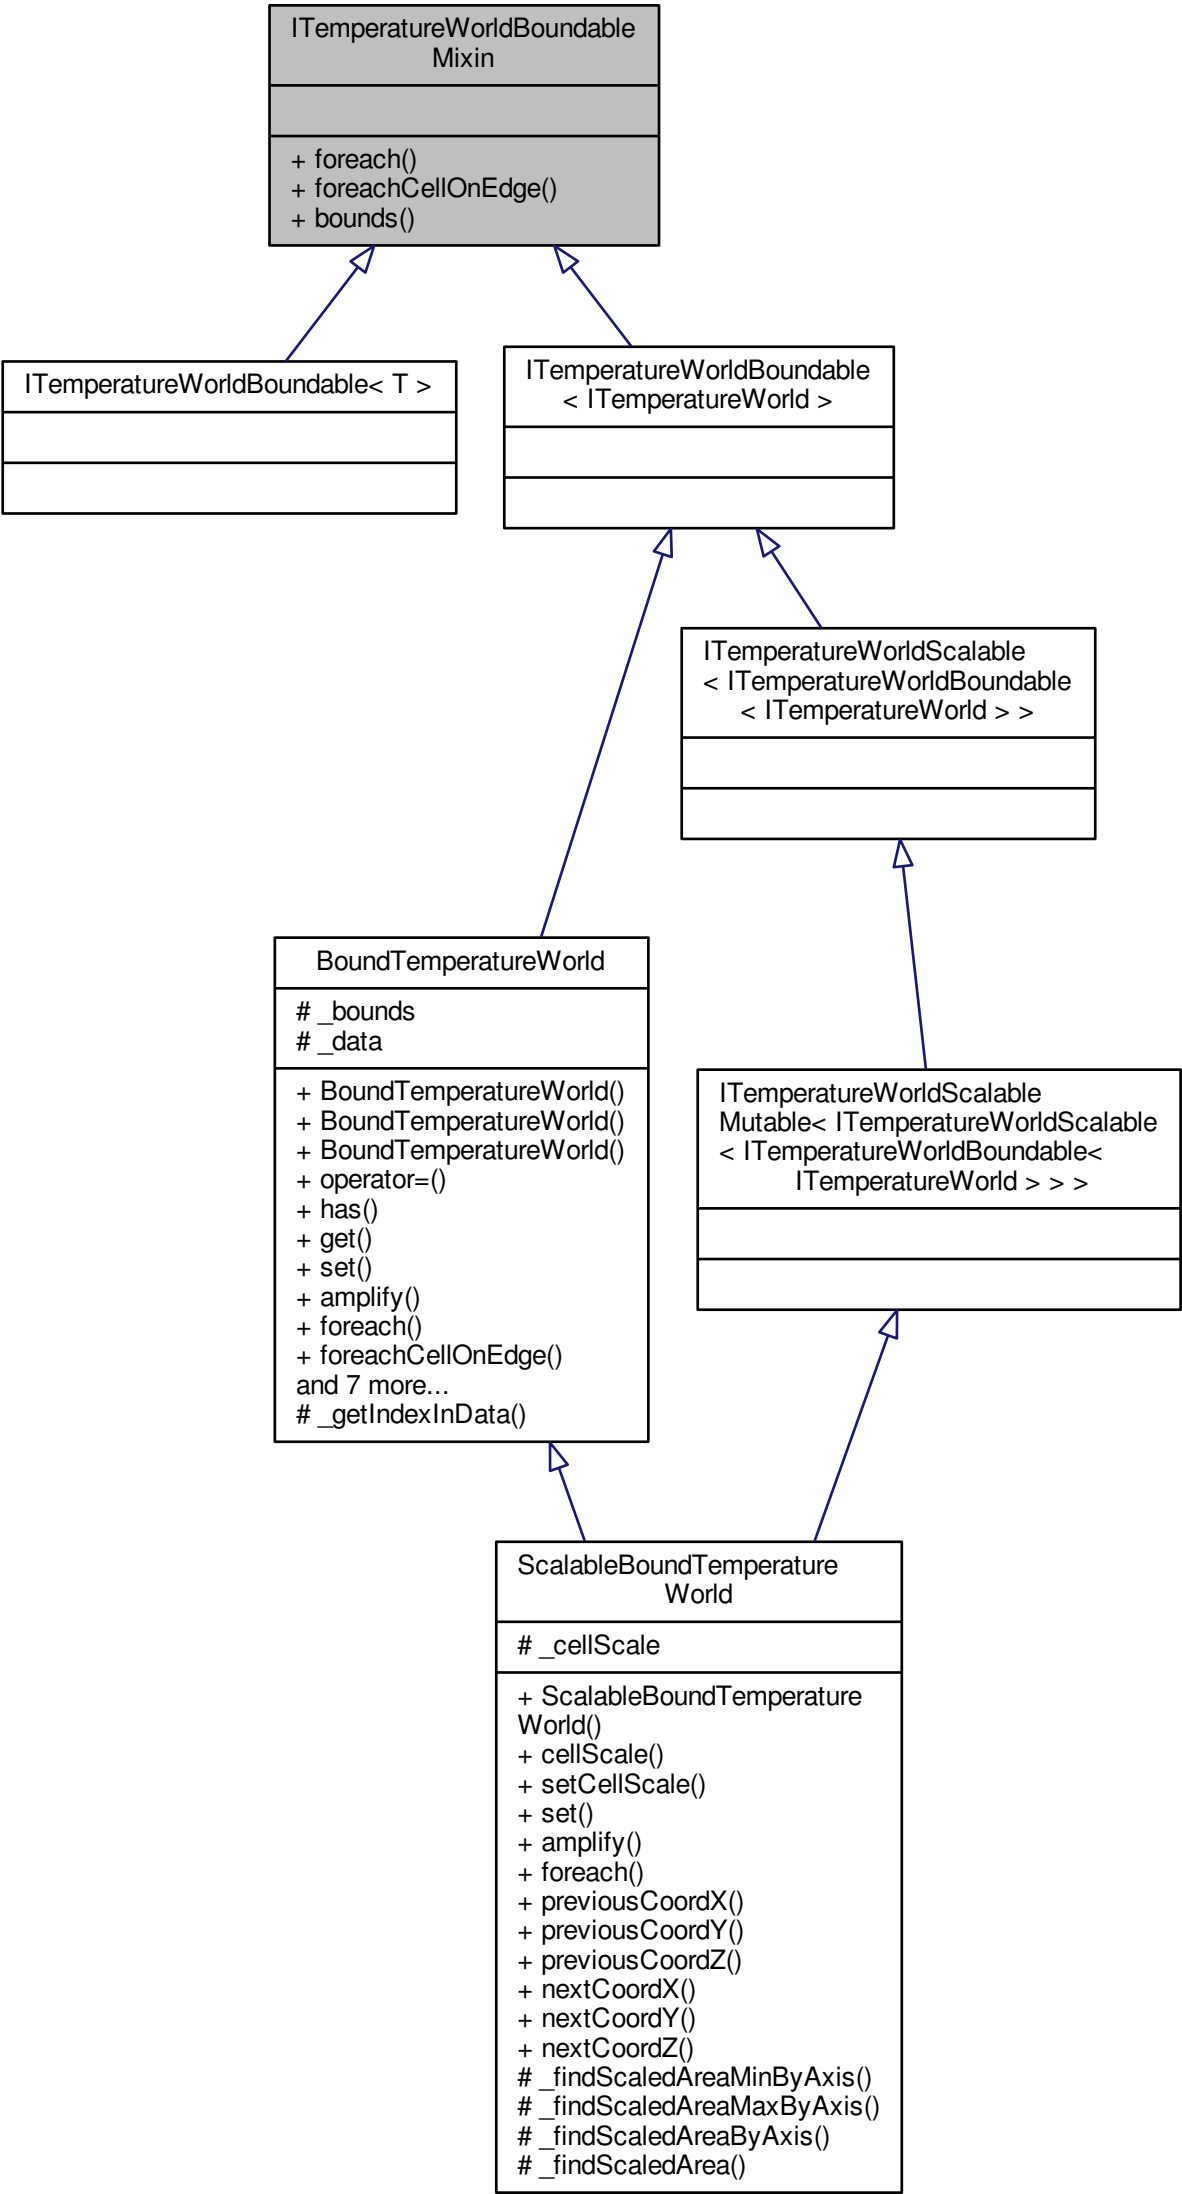 ITemperatureWorldBoundable
Mixin
+ foreach()
+ foreachCellOnEdge()
+ bounds()
ITemperatureWorldBoundable< T >
ITemperatureWorldBoundable
< ITemperatureWorld >
ITemperatureWorldScalable
< ITemperatureWorldBoundable
< ITemperatureWorld > >
BoundTemperatureWorld
# _bounds
# _data
+ BoundTemperatureWorld()
+ BoundTemperatureWorld()
+ BoundTemperatureWorld()
+ operator=()
+ has()
+ get()
+ set()
+ amplify()
+ foreach()
+ foreachCellOnEdge()
and 7 more...
# _getIndexInData()
ITemperatureWorldScalable
Mutable< ITemperatureWorldScalable
< ITemperatureWorldBoundable<
ITemperatureWorld > > >
ScalableBoundTemperature
World
# _cellScale
+ ScalableBoundTemperature
World()
+ cellScale()
+ setCellScale()
+ set()
+ amplify()
+ foreach()
+ previousCoordX()
+ previousCoordY()
+ previousCoordZ()
+ nextCoordX()
+ nextCoordY()
+ nextCoordZ()
# _findScaledAreaMinByAxis()
# _findScaledAreaMaxByAxis()
# _findScaledAreaByAxis()
# _findScaledArea()